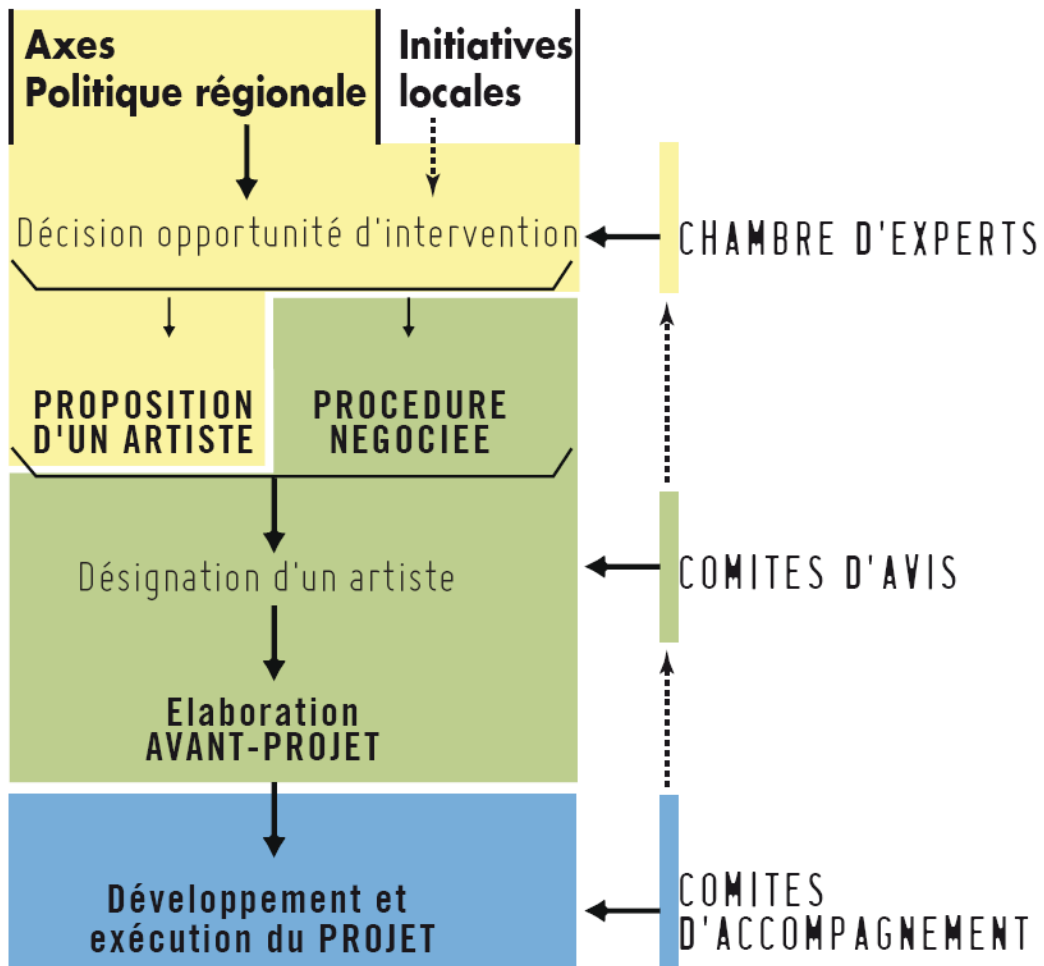 Axes
Politique régionale
Initiatives
locales
Décision opportunité d'intervention
CHAMBRE D'EXPERTS
PROPOSITION
D'UN ARTISTE
PROCEDURE
NEGOCIEE
Désignation d'un artiste
COMITES D'AVIS
Elaboration
AVANT-PROJET
Développement et
exécution du PROJET
COMITES
D'ACCOMPAGNEMENT